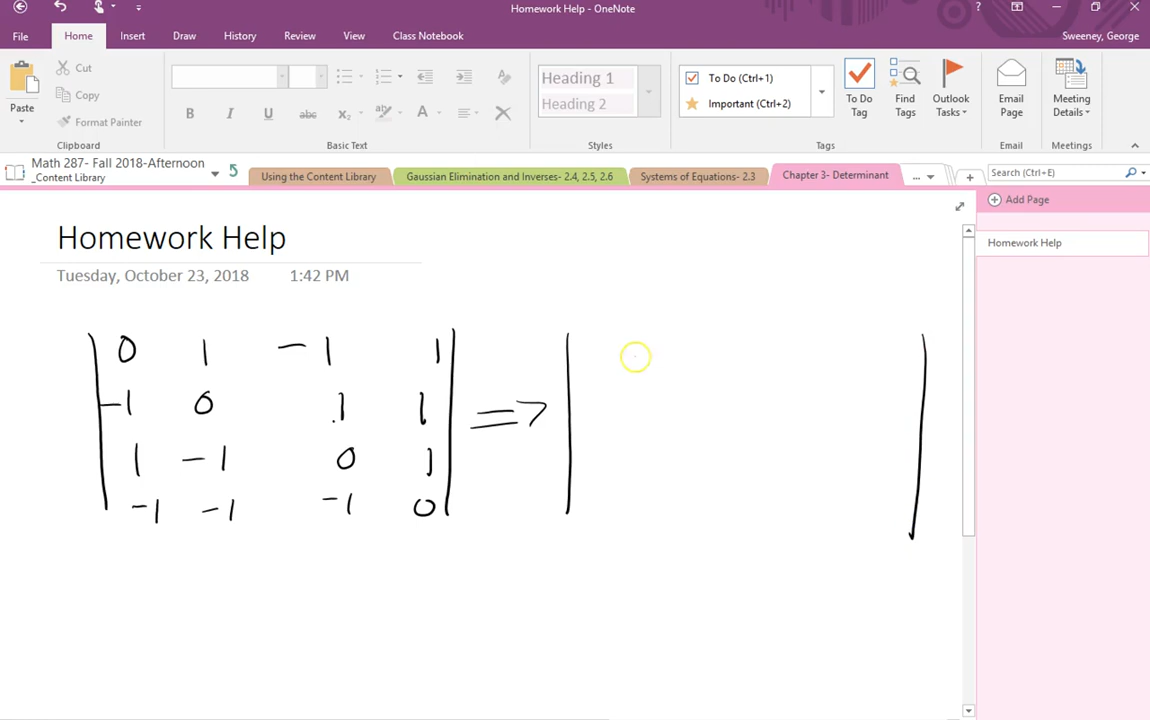 Homework Help - OneNote
?
File Home Insert Draw History Review View Class Notebook
Sweeney, George
Paste
Cut
Copy
Format Painter
Clipboard
B I U abc X₂ ab A
Basic Text
Heading 1
Heading 2
Styles
To Do (Ctrl+1)
Important (Ctrl+2)
Tags
To Do Tag
Find Tags
Outlook Tasks
Email Page
Email
Meeting Details
Meetings
Math 287- Fall 2018-Afternoon
_Content Library
Using the Content Library
Gaussian Elimination and Inverses- 2.4, 2.5, 2.6
Systems of Equations- 2.3
Chapter 3- Determinant
...
+
Search (Ctrl+E)
Add Page
Homework Help
Homework Help
Tuesday, October 23, 2018 1:42 PM
| 0 1 -1 1 | => | |
| -1 0 1 1 |
| 1 -1 0 1 |
| -1 -1 -1 0 |